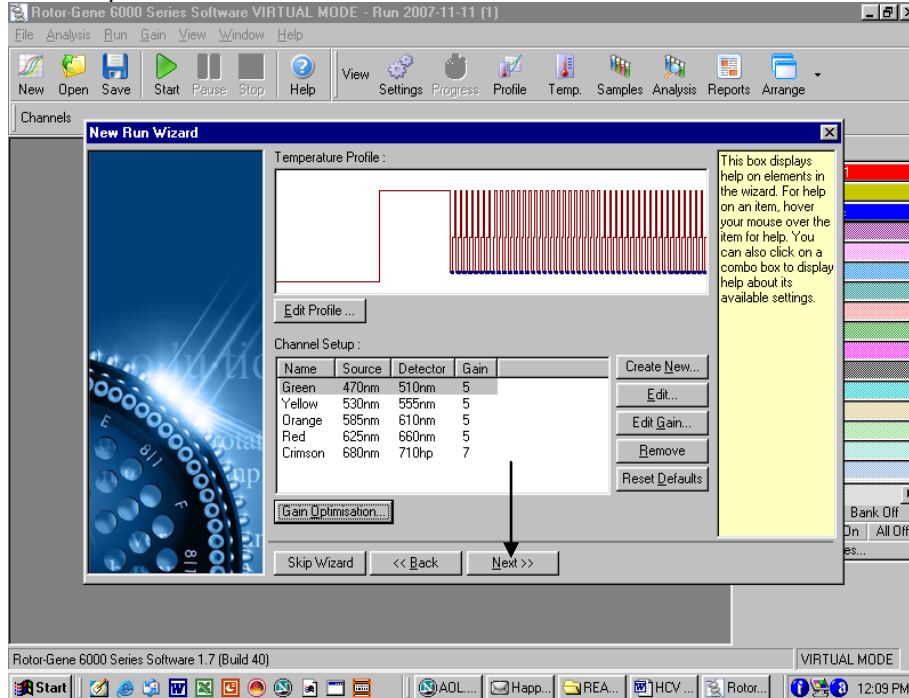 Rotor-Gene 6000 Series Software VIRTUAL MODE - Run 2007-11-11 (1)
File Analysis Run Gain View Window Help
New Open Save Start Pause Stop Help View Settings Progress Profile Temp. Samples Analysis Reports Arrange
Channels
New Run Wizard
Temperature Profile :
This box displays
help on elements in
the wizard. For help
on an item, hover
your mouse over the
item for help. You
can also click on a
combo box to display
help about its
available settings.
Edit Profile ...
Channel Setup :
Name Source Detector Gain
Green 470nm 510nm 5
Yellow 530nm 555nm 5
Orange 585nm 610nm 5
Red 625nm 660nm 5
Crimson 680nm 710hp 7
Create New...
Edit...
Edit Gain...
Remove
Reset Defaults
Gain Optimisation...
Skip Wizard << Back Next >>
Bank Off
On All Off
es...
Rotor-Gene 6000 Series Software 1.7 (Build 40) VIRTUAL MODE
Start AOL... Happ... REA... HCV ... Rotor... 12:09 PM